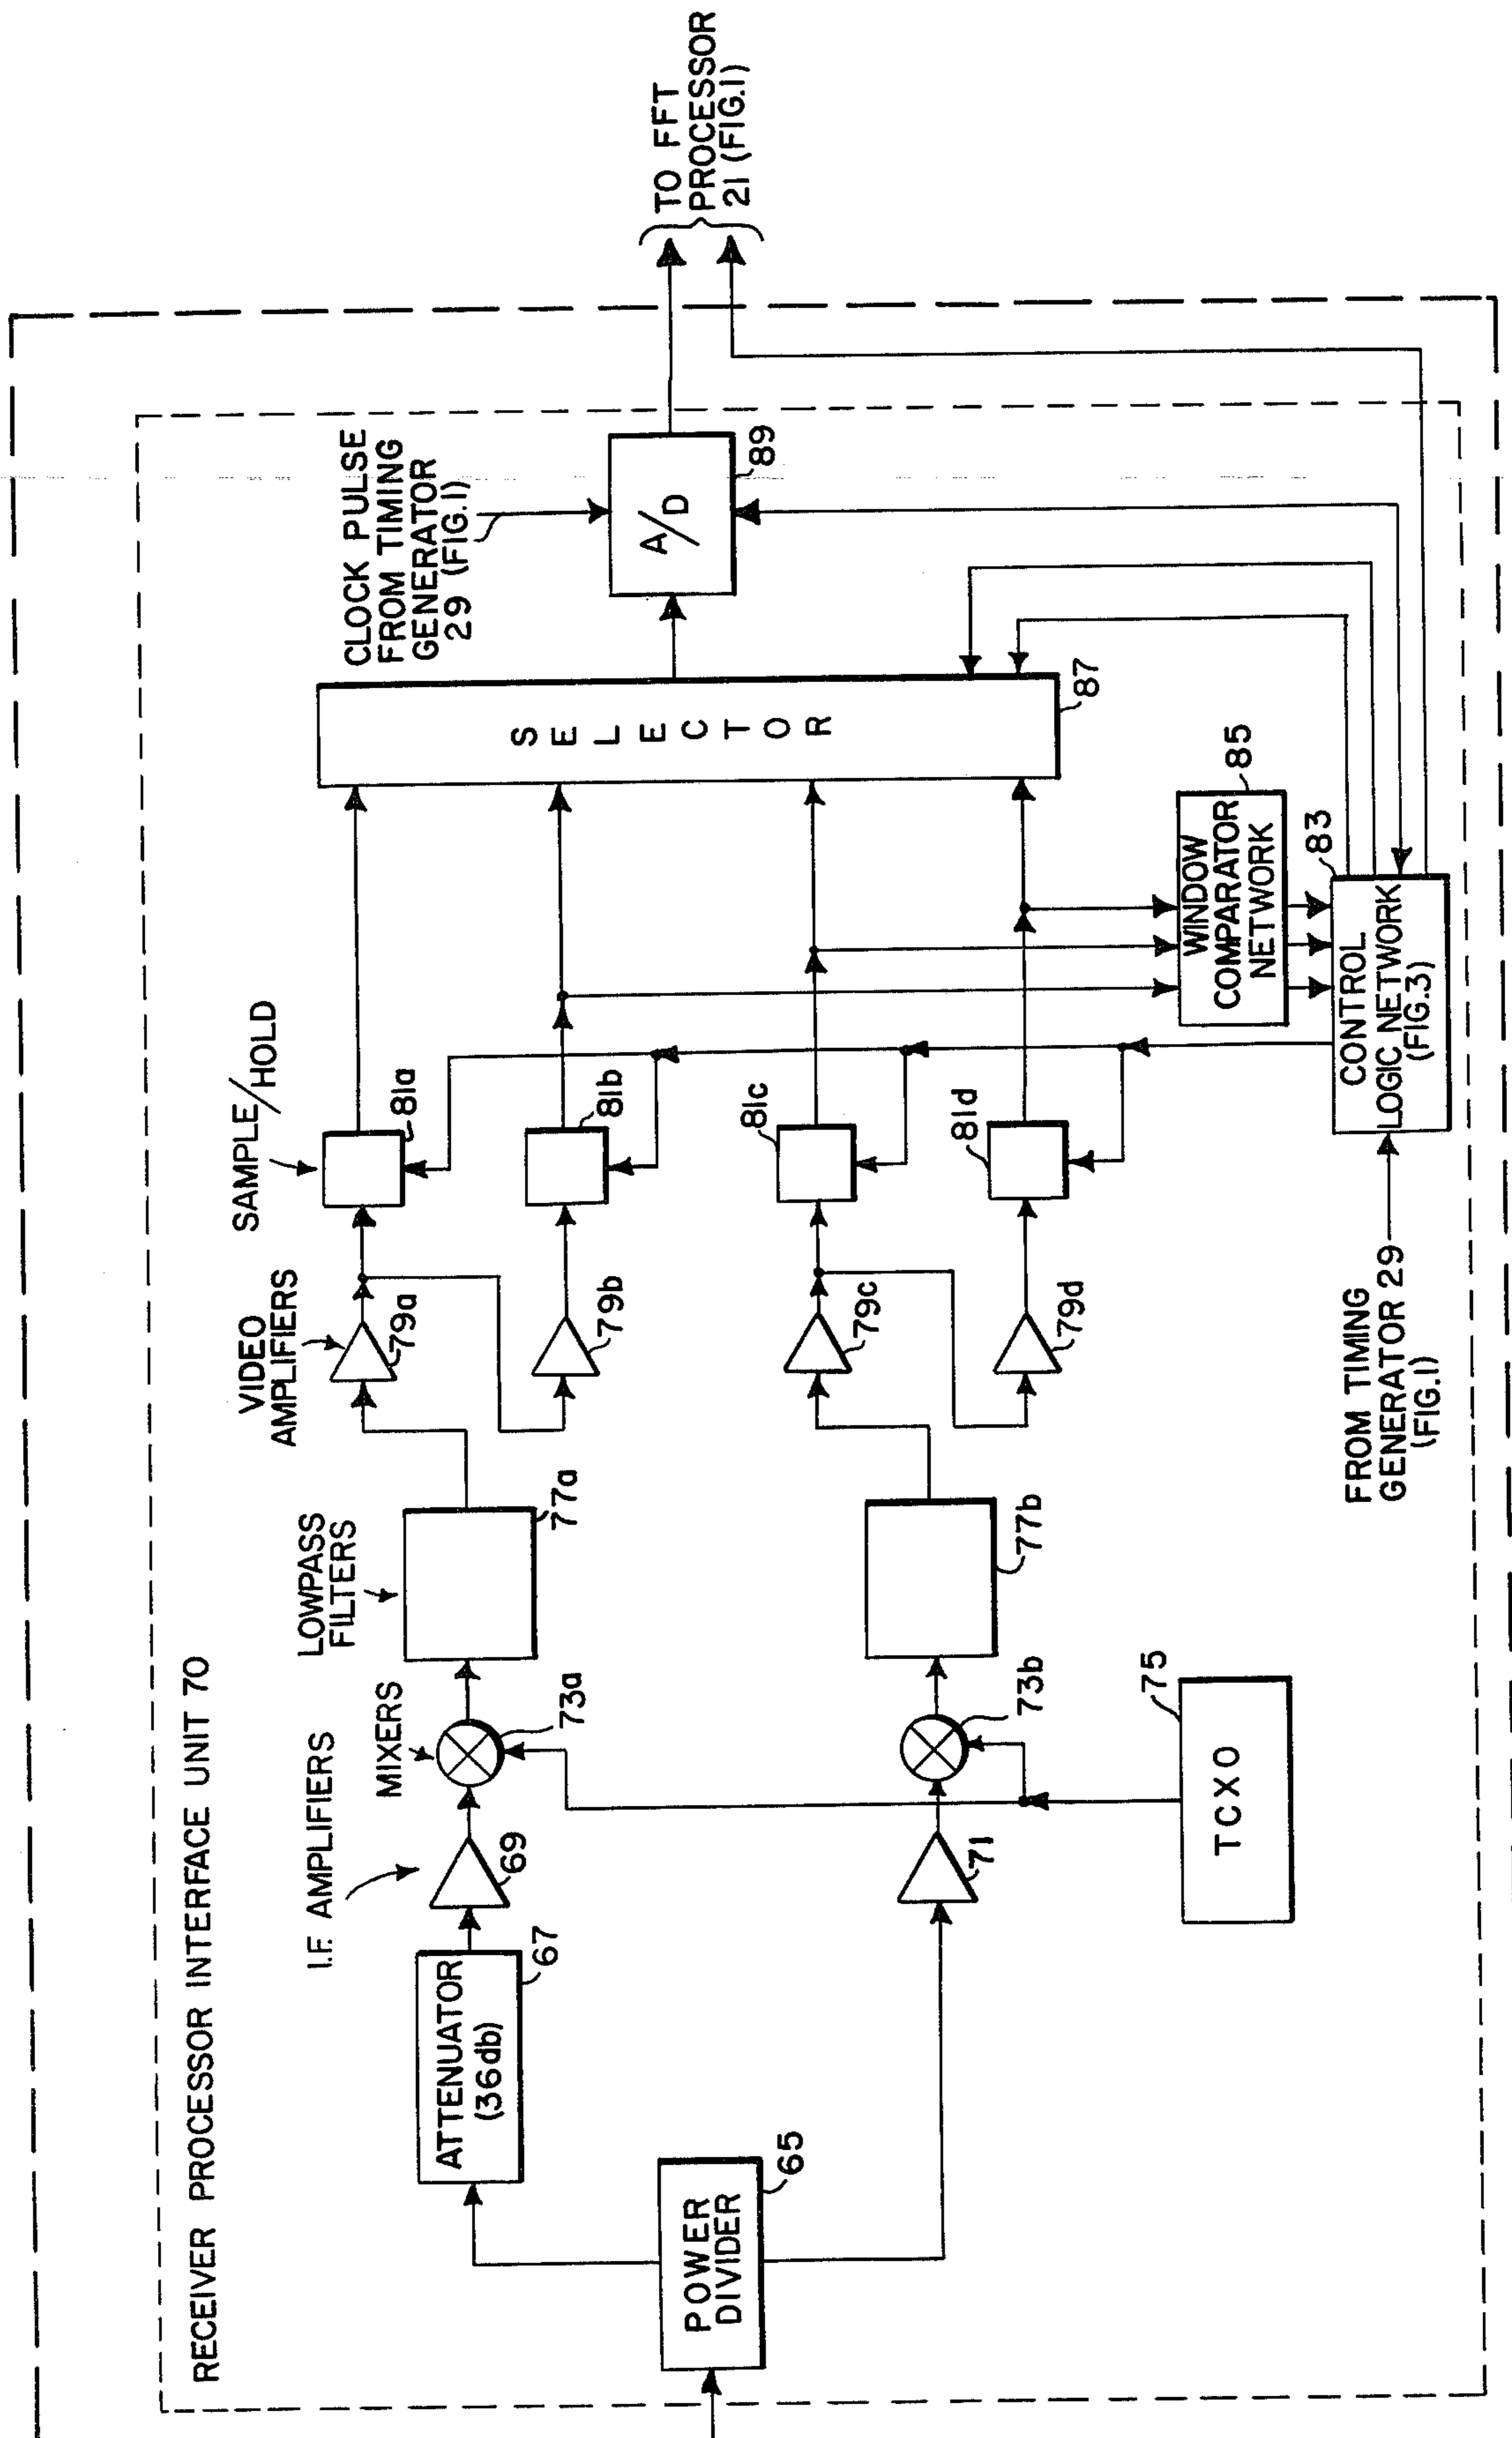 RECEIVER PROCESSOR INTERFACE UNIT 70
POWER
DIVIDER
65
ATTENUATOR
(36db)
67
I.F. AMPLIFIERS
69
71
MIXERS
73a
73b
TCXO
75
LOWPASS
FILTERS
77a
77b
VIDEO
AMPLIFIERS
79a
79b
79c
79d
SAMPLE/HOLD
81a
81b
81c
81d
FROM TIMING
GENERATOR 29
(FIG.1)
CONTROL
LOGIC NETWORK
(FIG.3)
83
WINDOW
COMPARATOR
NETWORK
85
SELECTOR
87
CLOCK PULSE
FROM TIMING
GENERATOR
29 (FIG.1)
A/D
89
TO FFT
PROCESSOR
21 (FIG.1)